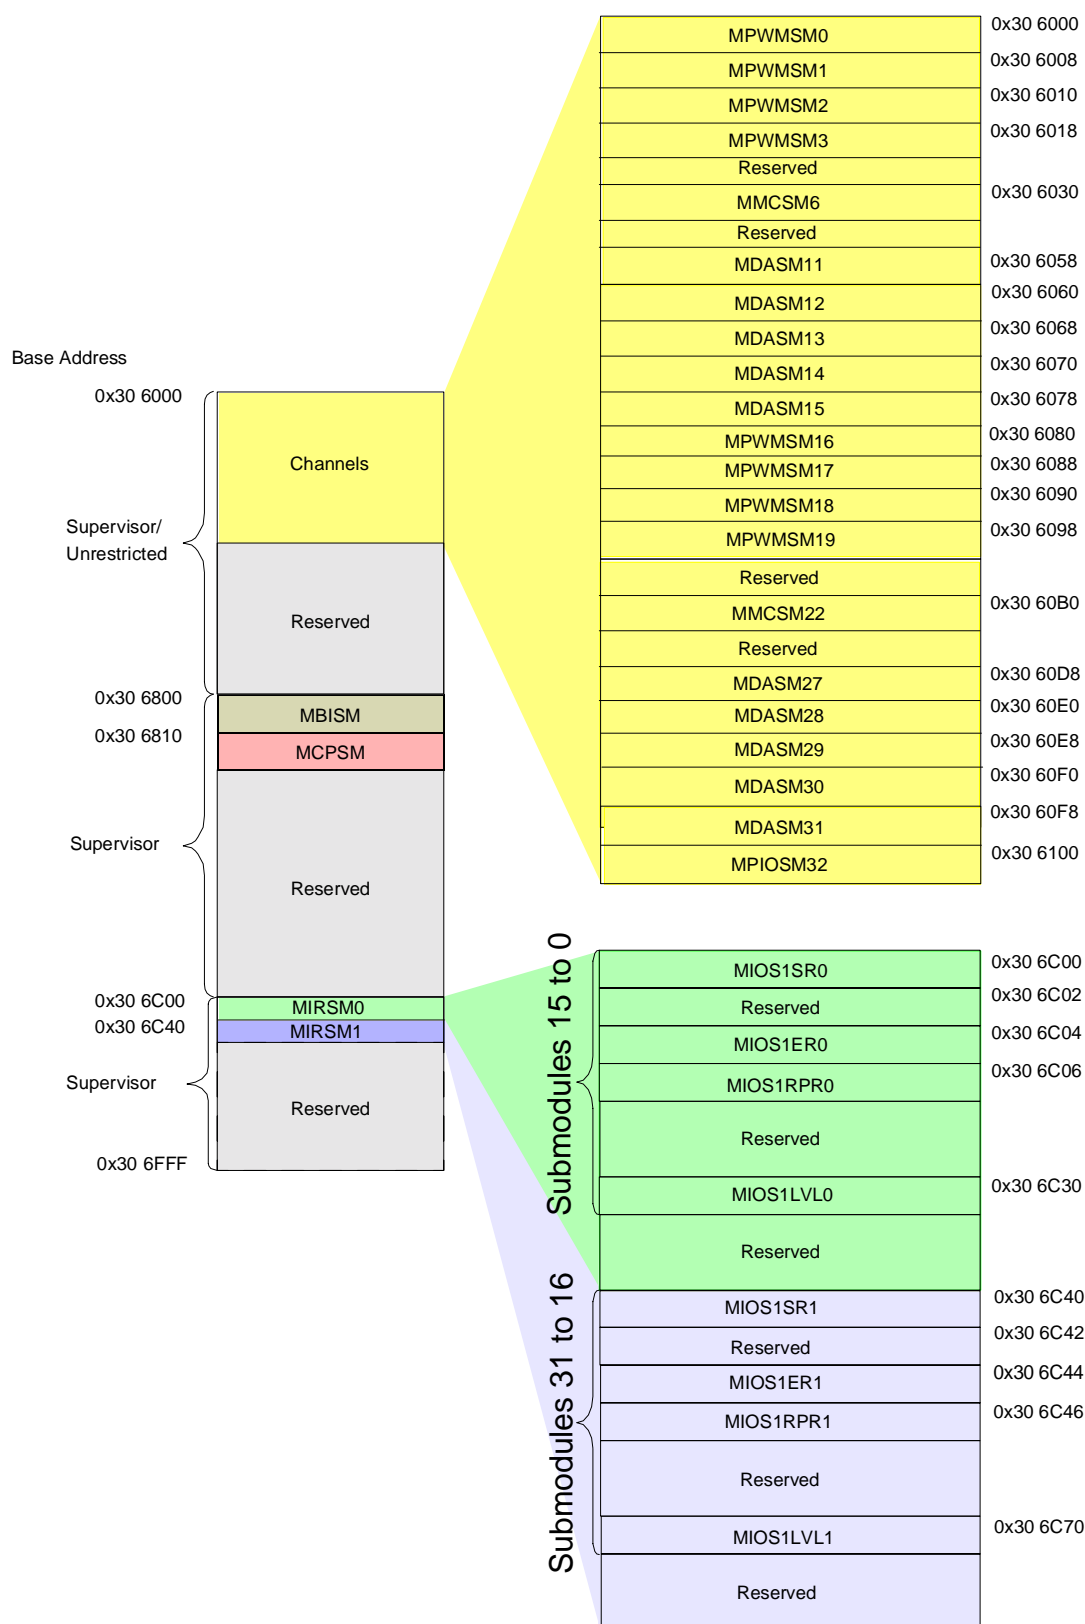 Base Address
0x30 6000
Channels
Supervisor/
Unrestricted
Reserved
0x30 6800
MBISM
0x30 6810
MCPSM
Supervisor
Reserved
0x30 6C00
MIRSM0
0x30 6C40
MIRSM1
Supervisor
Reserved
0x30 6FFF
MPWMSM0 0x30 6000
MPWMSM1 0x30 6008
MPWMSM2 0x30 6010
MPWMSM3 0x30 6018
Reserved
MMCSM6 0x30 6030
Reserved
MDASM11 0x30 6058
MDASM12 0x30 6060
MDASM13 0x30 6068
MDASM14 0x30 6070
MDASM15 0x30 6078
MPWMSM16 0x30 6080
MPWMSM17 0x30 6088
MPWMSM18 0x30 6090
MPWMSM19 0x30 6098
Reserved
MMCSM22 0x30 60B0
Reserved
MDASM27 0x30 60D8
MDASM28 0x30 60E0
MDASM29 0x30 60E8
MDASM30 0x30 60F0
MDASM31 0x30 60F8
MPIOSM32 0x30 6100
Submodules 15 to 0
MIOS1SR0 0x30 6C00
Reserved 0x30 6C02
MIOS1ER0 0x30 6C04
MIOS1RPR0 0x30 6C06
Reserved
MIOS1LVL0 0x30 6C30
Reserved
Submodules 31 to 16
MIOS1SR1 0x30 6C40
Reserved 0x30 6C42
MIOS1ER1 0x30 6C44
MIOS1RPR1 0x30 6C46
Reserved
MIOS1LVL1 0x30 6C70
Reserved